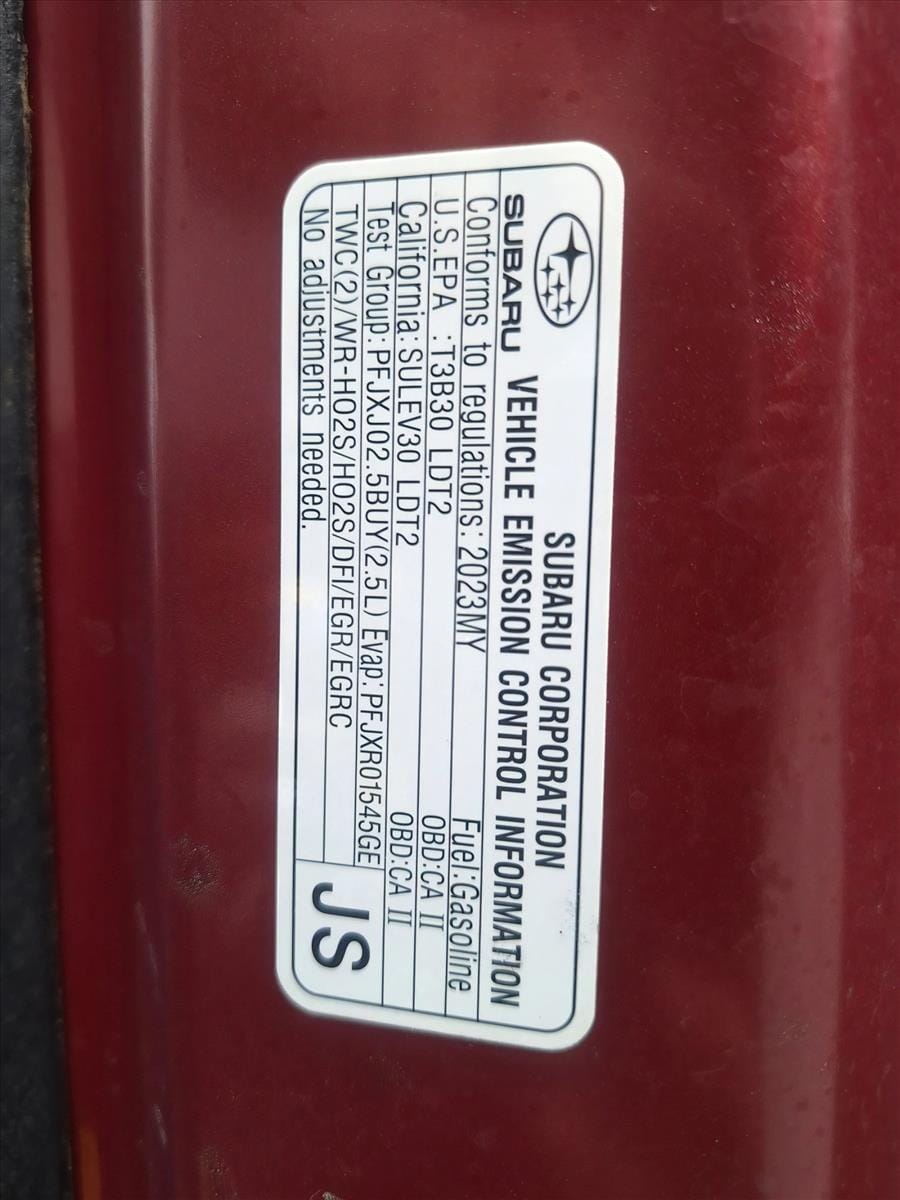 SUBARU CORPORATION
SUBARU VEHICLE EMISSION CONTROL INFORMATION
Conforms to regulations: 2023MY Fuel:Gasoline
U.S.EPA :T3B30 LDT2 OBD:CA II
California:SULEV30 LDT2 OBD:CA II
Test Group:PFJXJ02.5BUY(2.5L) Evap:PFJXR01545GE
TWC(2)/WR-HO2S/HO2S/DFI/EGR/EGRC
No adjustments needed.
JS